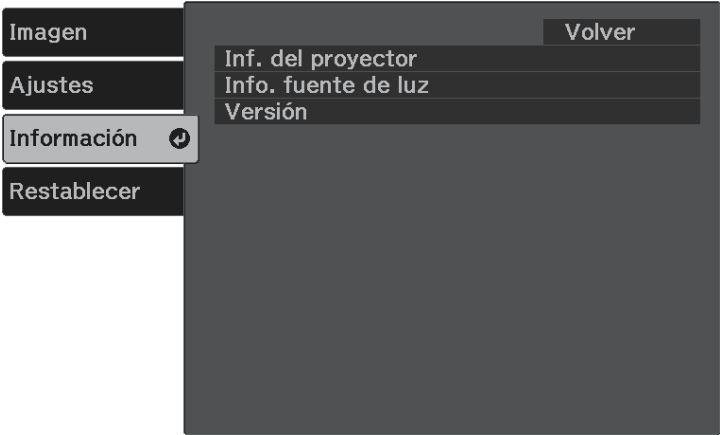 Imagen
Ajustes
Información
Restablecer
Volver
Inf. del proyector
Info. fuente de luz
Versión